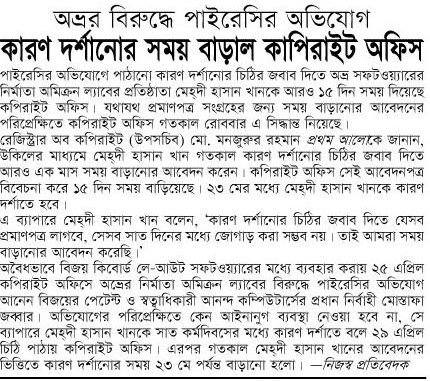 অভ্রর বিরুদ্ধে পাইরেসির অভিযোগ
কারণ দর্শানোর সময় বাড়াল কাপিরাইট অফিস
পাইরেসির অভিযোগে পাঠানো কারণ দর্শানোর চিঠির জবাব দিতে অভ্র সফটওয়্যারের
নির্মাতা অমিক্রন ল্যাবের প্রতিষ্ঠাতা মেহ্‌দী হাসান খানকে আরও ১৫ দিন সময় দিয়েছে
কপিরাইট অফিস। যথাযথ প্রমাণপত্র সংগ্রহের জন্য সময় বাড়ানোর আবেদনের
পরিপ্রেক্ষিতে কপিরাইট অফিস গতকাল রোববার এ সিদ্ধান্ত নিয়েছে।
রেজিস্ট্রার অব কপিরাইট (উপসচিব) মো. মনজুরুর রহমান প্রথম আলোকে জানান,
উকিলের মাধ্যমে মেহ্‌দী হাসান খান গতকাল কারণ দর্শানোর চিঠির জবাব দিতে
আরও এক মাস সময় বাড়ানোর আবেদন করেন। কপিরাইট অফিস সেই আবেদনপত্র
বিবেচনা করে ১৫ দিন সময় বাড়িয়েছে। ২৩ মের মধ্যে মেহ্‌দী হাসান খানকে কারণ
দর্শাতে হবে।
এ ব্যাপারে মেহ্‌দী হাসান খান বলেন, ‘কারণ দর্শানোর চিঠির জবাব দিতে যেসব
প্রমাণপত্র লাগবে, সেসব সাত দিনের মধ্যে জোগাড় করা সম্ভব নয়। তাই আমরা সময়
বাড়ানোর আবেদন করেছি।’
অবৈধভাবে বিজয় কিবোর্ড লে-আউট সফটওয়্যারের মধ্যে ব্যবহার করায় ২৫ এপ্রিল
কপিরাইট অফিসে অভ্রের নির্মাতা অমিক্রন ল্যাবের বিরুদ্ধে পাইরেসির অভিযোগ
আনেন বিজয়ের পেটেন্ট ও স্বত্বাধিকারী আনন্দ কম্পিউটার্সের প্রধান নির্বাহী মোস্তাফা
জব্বার। অভিযোগের পরিপ্রেক্ষিতে কেন আইনানুগ ব্যবস্থা নেওয়া হবে না, সে
ব্যাপারে মেহ্‌দী হাসানকে সাত কর্মদিবসের মধ্যে কারণ দর্শাতে বলে ২৯ এপ্রিল
চিঠি পাঠায় কপিরাইট অফিস। এরপর গতকাল মেহ্‌দী হাসান খানের আবেদনের
ভিত্তিতে কারণ দর্শানোর সময় ২৩ মে পর্যন্ত বাড়ানো হলো। —নিজস্ব প্রতিবেদক